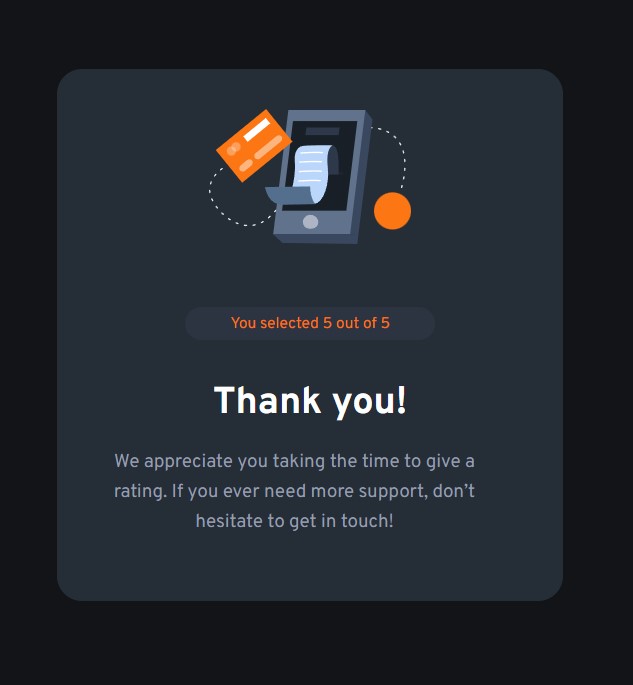 You selected 5 out of 5
Thank you!
We appreciate you taking the time to give a
rating. If you ever need more support, don’t
hesitate to get in touch!